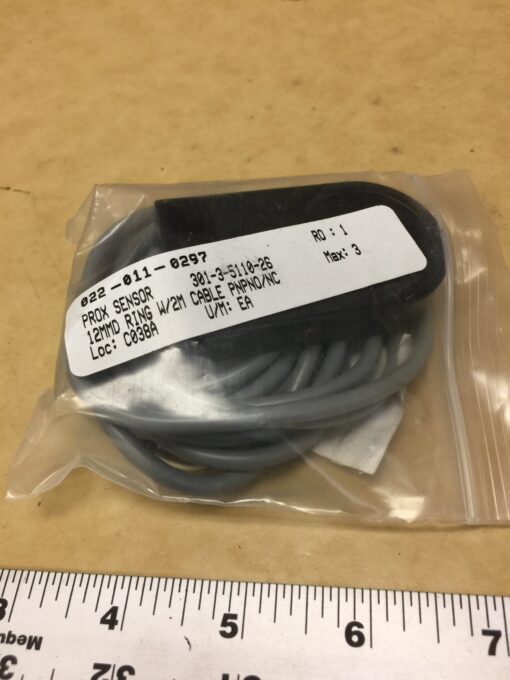 022-011-0297
PROX SENSOR 301-3-5110-26 RO : 1
12MMD RING W/2M CABLE PNPNO/NC Max: 3
Loc: C038A U/M: EA
3 4 5 6 7